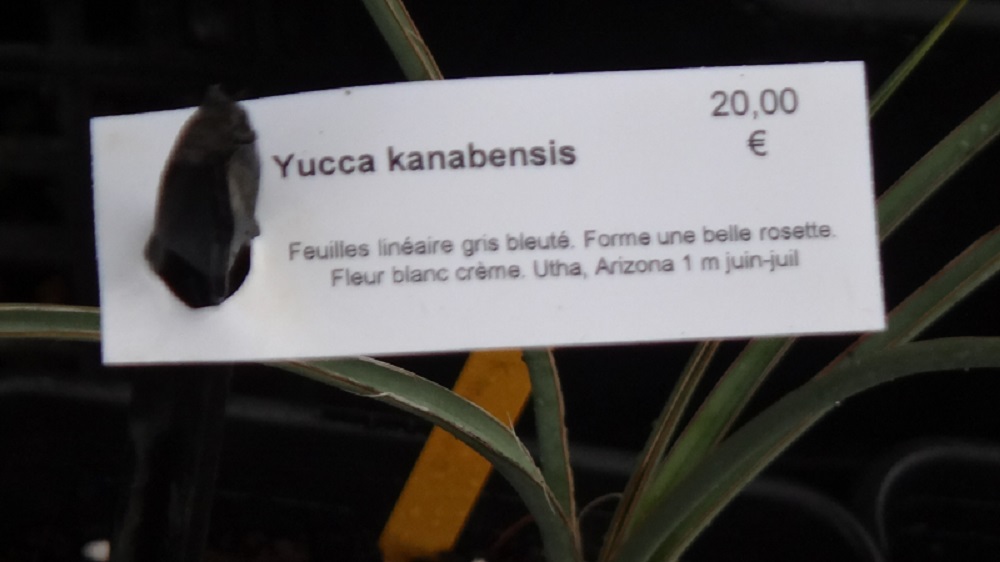 20,00
€
Yucca kanabensis
Feuilles linéaire gris bleuté. Forme une belle rosette.
Fleur blanc crème. Utha, Arizona 1 m juin-juil